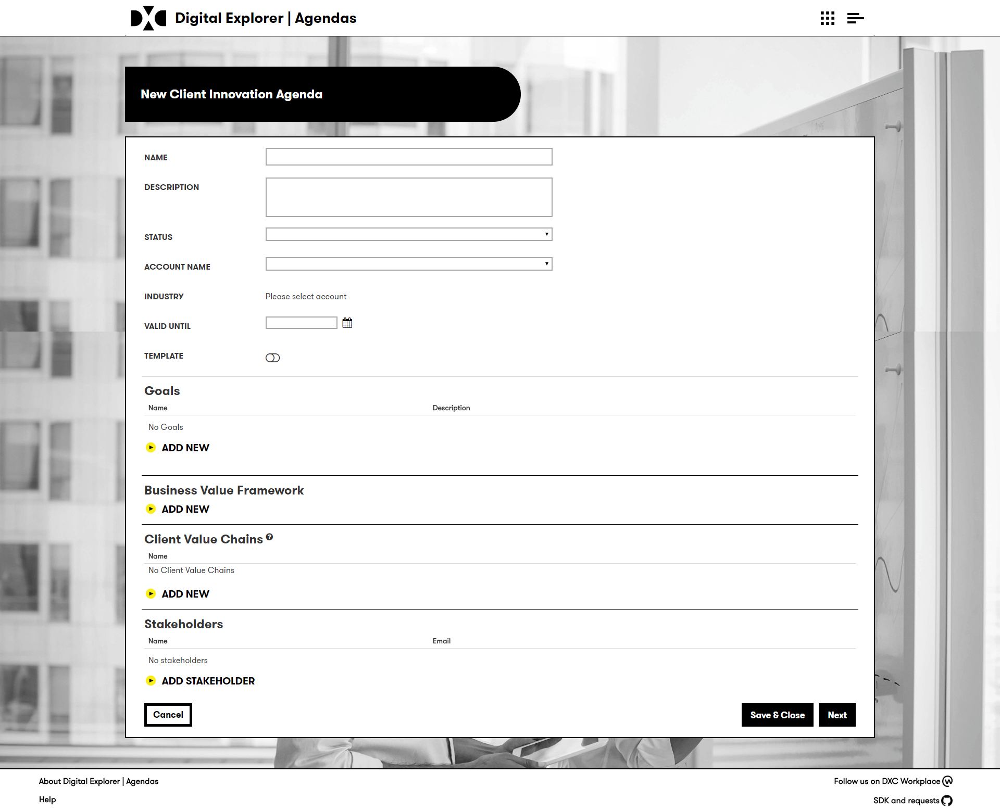 DXC
Digital Explorer | Agendas
New Client Innovation Agenda
NAME
DESCRIPTION
STATUS
ACCOUNT NAME
INDUSTRY Please select account
VALID UNTIL
TEMPLATE
Goals
Name Description
No Goals
ADD NEW
Business Value Framework
ADD NEW
Client Value Chains ?
Name
No Client Value Chains
ADD NEW
Stakeholders
Name Email
No stakeholders
ADD STAKEHOLDER
Cancel Save & Close Next
About Digital Explorer | Agendas Follow us on DXC Workplace
Help SDK and requests